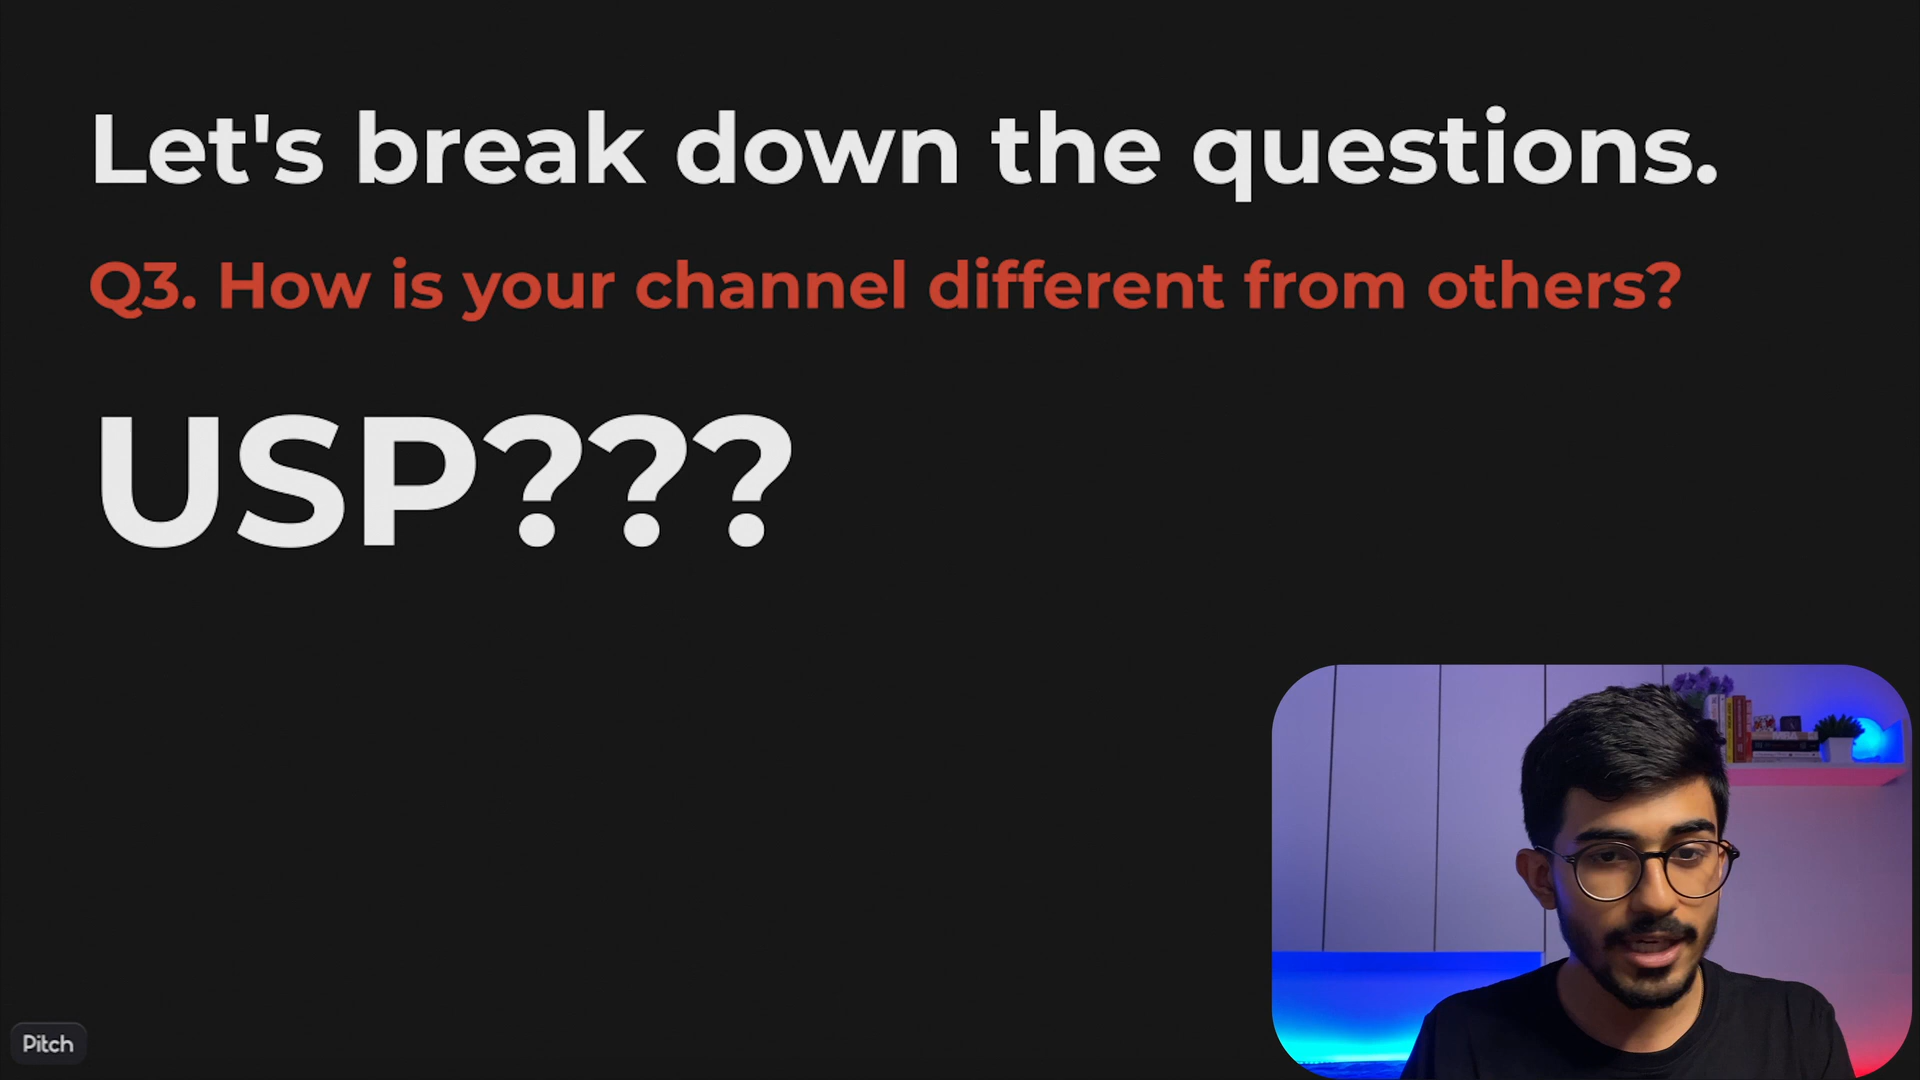 Let's break down the questions.
Q3. How is your channel different from others?
USP???
Pitch